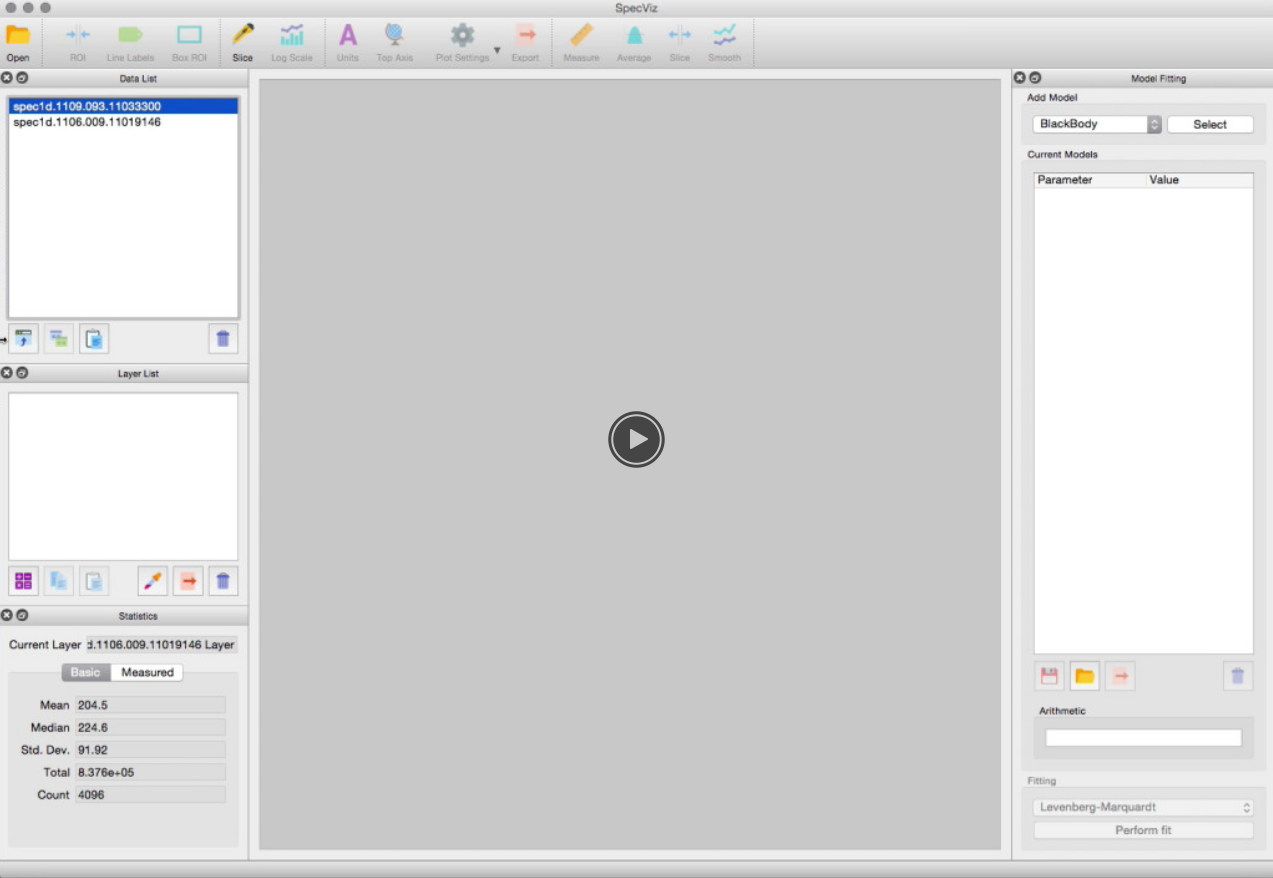 SpecViz
Open ROI Line Labels Box ROI Slice Log Scale Units Top Axis Plot Settings Export Measure Average Slice Smooth
Data List
spec1d.1109.093.11033300
spec1d.1106.009.11019146
Layer List
Statistics
Current Layer d.1106.009.11019146 Layer
Basic Measured
Mean 204.5
Median 224.6
Std. Dev. 91.92
Total 8.376e+05
Count 4096
Model Fitting
Add Model
BlackBody Select
Current Models
Parameter Value
Arithmetic
Fitting
Levenberg-Marquardt
Perform fit